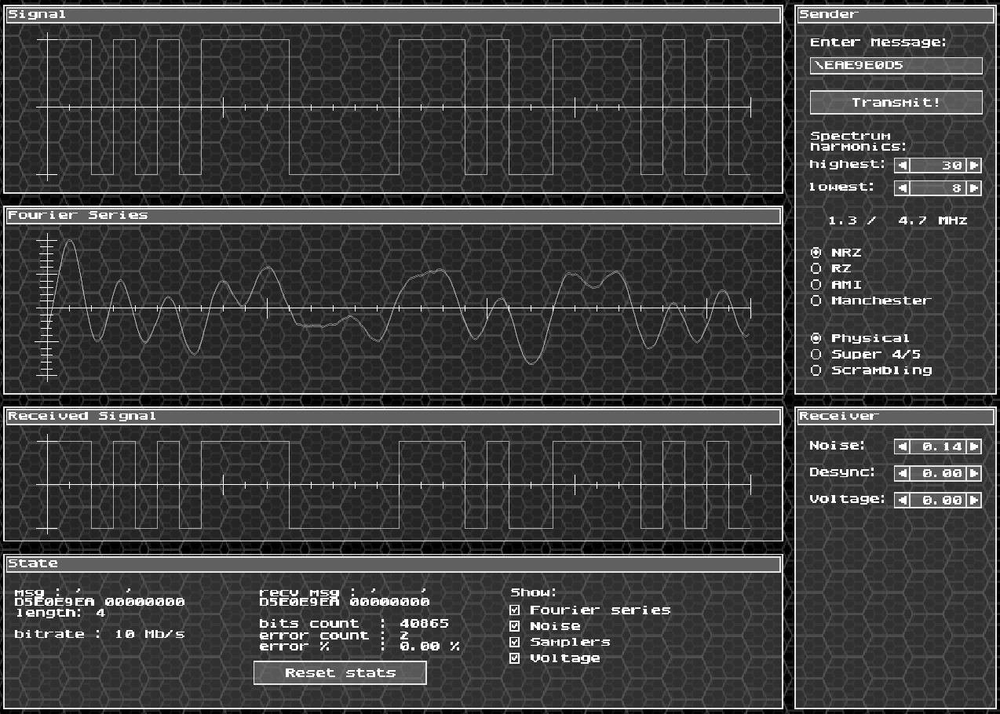 Signal
Fourier Series
Received Signal
State
msg : ' '
D5E0E9EA 00000000
length: 4
bitrate : 10 Mb/s
recv msg : ' '
D5E0E9EA 00000000
bits count : 40865
error count : 2
error % : 0.00 %
Reset stats
Show:
Fourier series
Noise
Samplers
Voltage
Sender
Enter Message:
\EAE9E0D5
Transmit!
Spectrum
harmonics:
highest: 30
lowest: 8
1.3 / 4.7 MHz
NRZ
RZ
AMI
Manchester
Physical
Super 4/5
Scrambling
Receiver
Noise: 0.14
Desync: 0.00
Voltage: 0.00